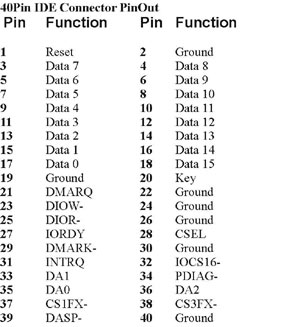 40Pin IDE Connector PinOut
Pin Function Pin Function
1 Reset 2 Ground
3 Data 7 4 Data 8
5 Data 6 6 Data 9
7 Data 5 8 Data 10
9 Data 4 10 Data 11
11 Data 3 12 Data 12
13 Data 2 14 Data 13
15 Data 1 16 Data 14
17 Data 0 18 Data 15
19 Ground 20 Key
21 DMARQ 22 Ground
23 DIOW- 24 Ground
25 DIOR- 26 Ground
27 IORDY 28 CSEL
29 DMARK- 30 Ground
31 INTRQ 32 IOCS16-
33 DA1 34 PDIAG-
35 DA0 36 DA2
37 CS1FX- 38 CS3FX-
39 DASP- 40 Ground